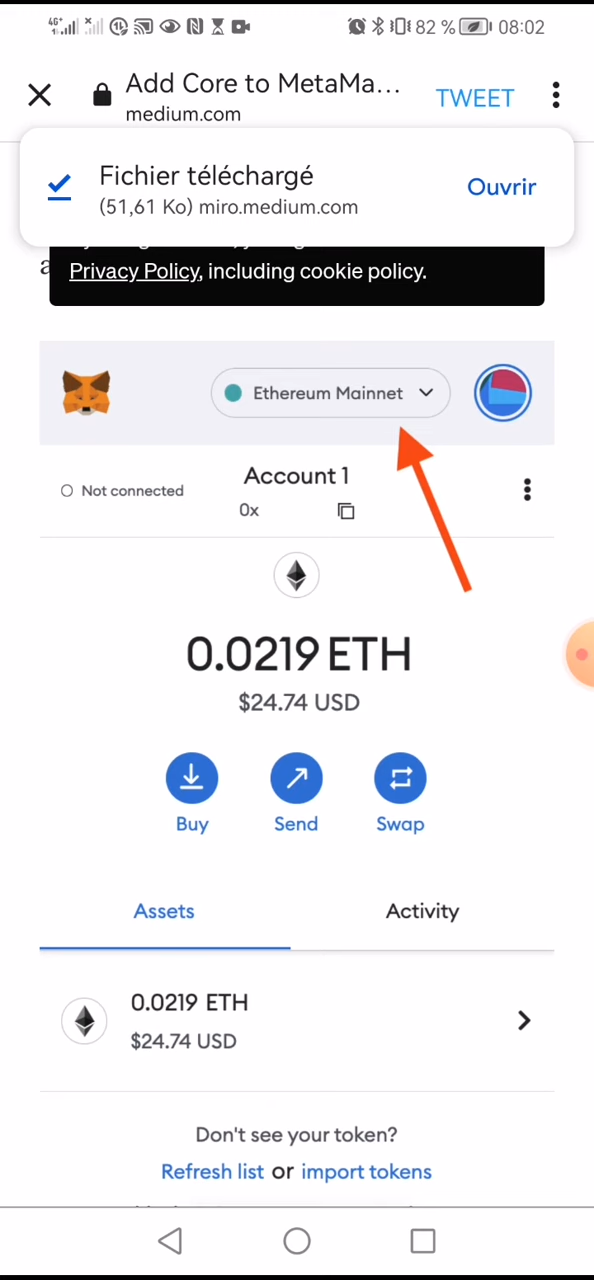 4G+ 82 % 08:02
Add Core to MetaMa...
medium.com
TWEET
Fichier téléchargé
(51,61 Ko) miro.medium.com
Ouvrir
Privacy Policy, including cookie policy.
Ethereum Mainnet
Not connected
Account 1
0x
0.0219 ETH
$24.74 USD
Buy Send Swap
Assets Activity
0.0219 ETH
$24.74 USD
Don't see your token?
Refresh list or import tokens